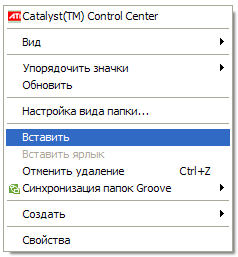 ATI Catalyst(TM) Control Center
Вид
Упорядочить значки
Обновить
Настройка вида папки...
Вставить
Вставить ярлык
Отменить удаление Ctrl+Z
Синхронизация папок Groove
Создать
Свойства